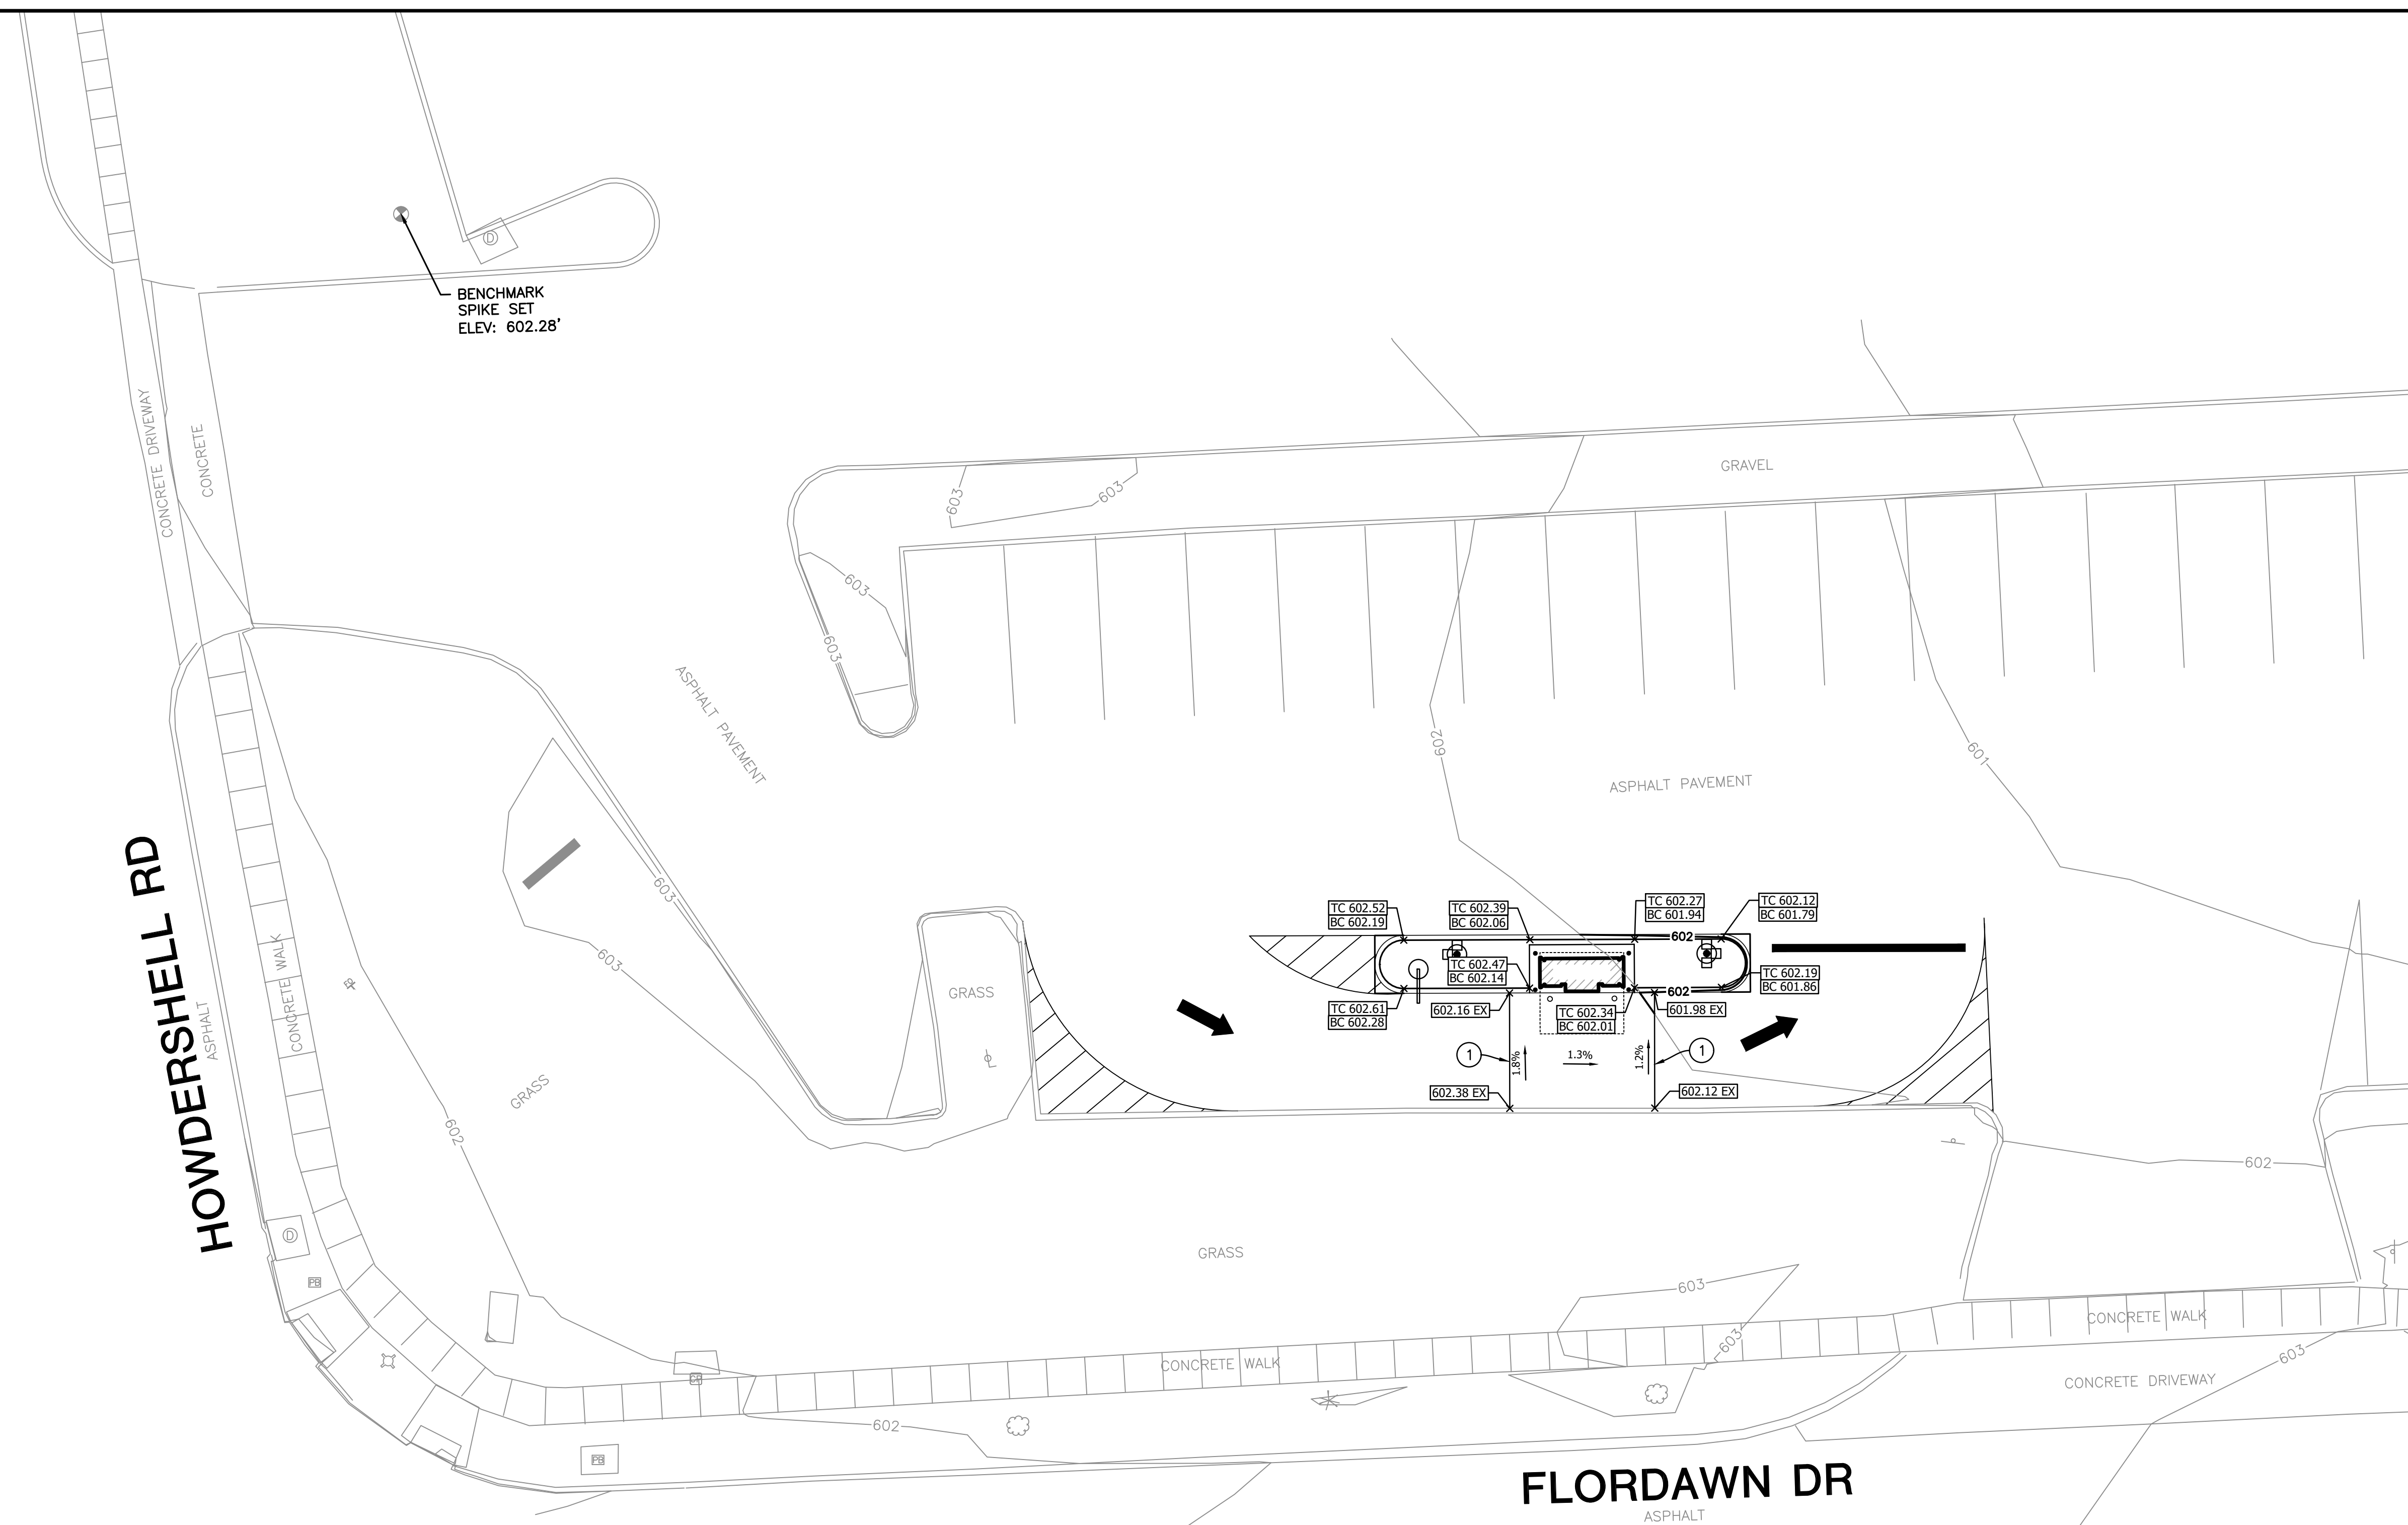 BENCHMARK
SPIKE SET
ELEV: 602.28'
CONCRETE DRIVEWAY
CONCRETE
GRAVEL
603
603
603
603
ASPHALT PAVEMENT
602
ASPHALT PAVEMENT
601
HOWDERSHELL RD
ASPHALT
CONCRETE WALK
603
603
GRASS
GRASS
602
TC 602.52
BC 602.19
TC 602.39
BC 602.06
TC 602.27
BC 601.94
TC 602.12
BC 601.79
602
TC 602.47
BC 602.14
TC 602.19
BC 601.86
602
TC 602.61
BC 602.28
602.16 EX
TC 602.34
BC 602.01
601.98 EX
1
1.8%
1.3%
1.2%
1
602.38 EX
602.12 EX
602
D
D
PB
GRASS
603
603
CONCRETE WALK
CONCRETE WALK
603
CONCRETE DRIVEWAY
602
PB
FLORDAWN DR
ASPHALT